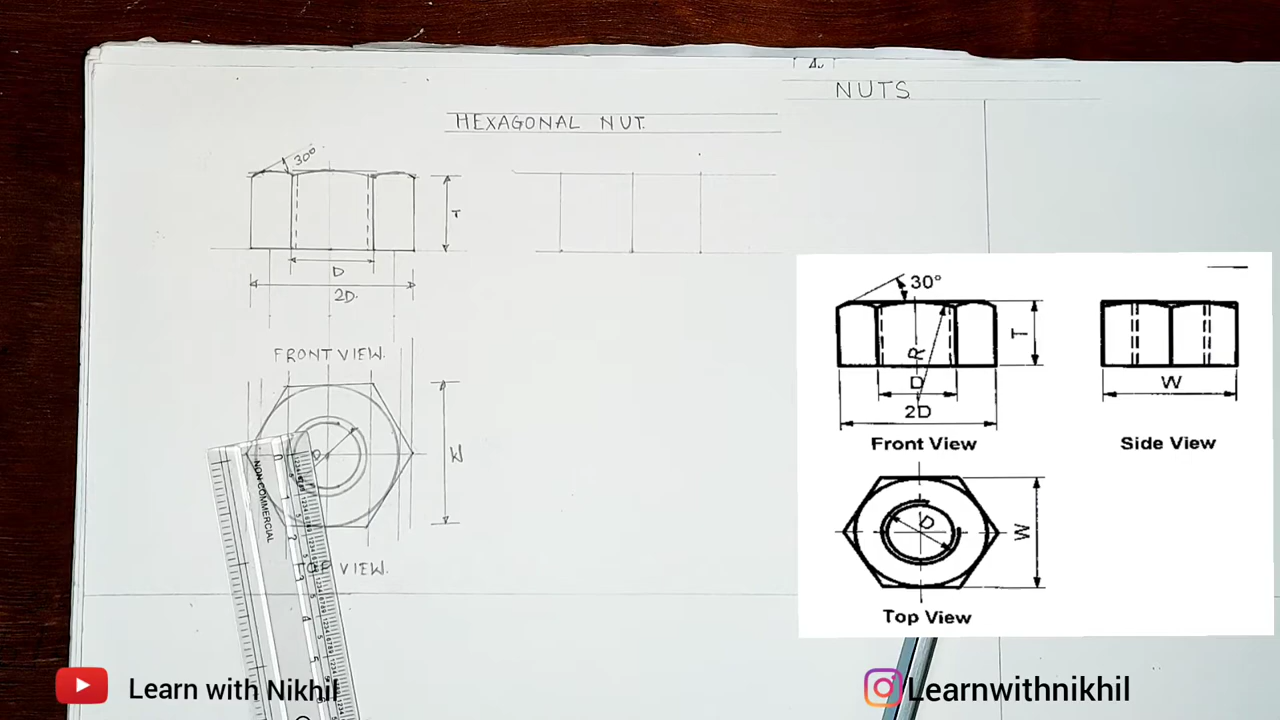 NUTS
HEXAGONAL NUT.
30°
T
D
2D.
FRONT VIEW.
W
D
TOP VIEW.
NON COMMERCIAL
30°
R
T
D
2D
W
Front View
Side View
D
W
Top View
Learn with Nikhil
Learnwithnikhil